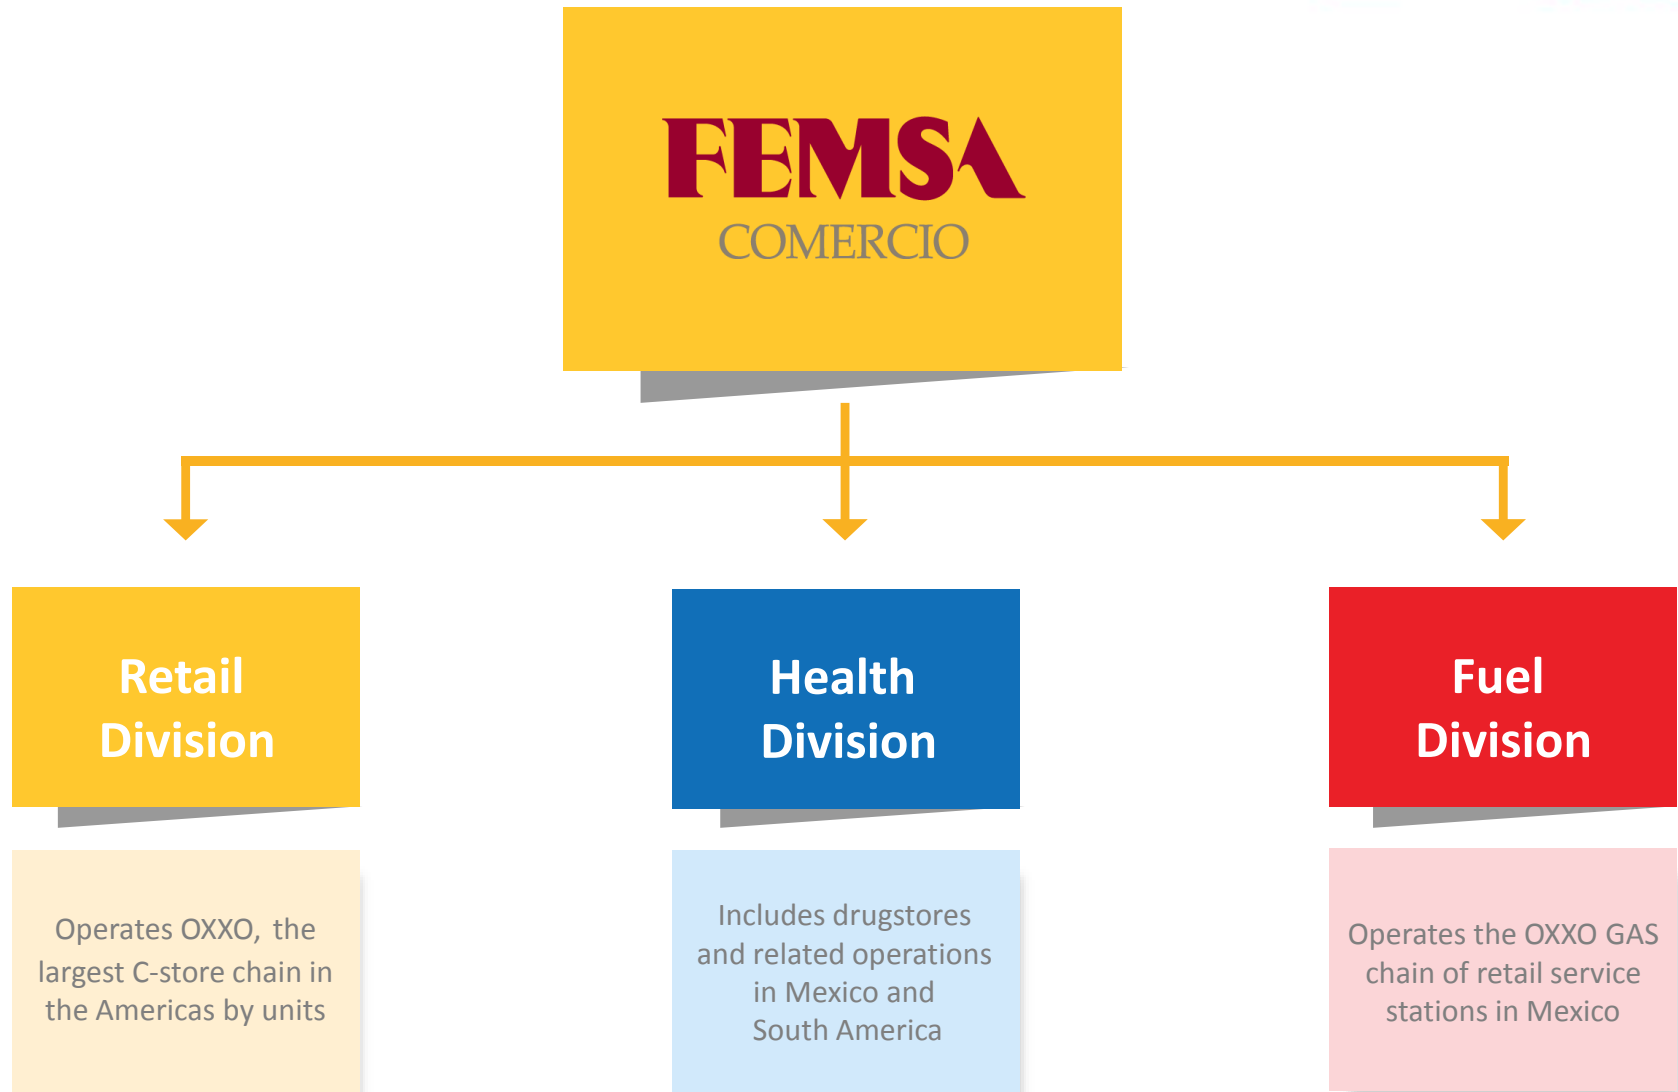 FEMSA
COMERCIO
Retail
Division
Operates OXXO, the
largest C-store chain in
the Americas by units
Health
Division
Includes drugstores
and related operations
in Mexico and
South America
Fuel
Division
Operates the OXXO GAS
chain of retail service
stations in Mexico